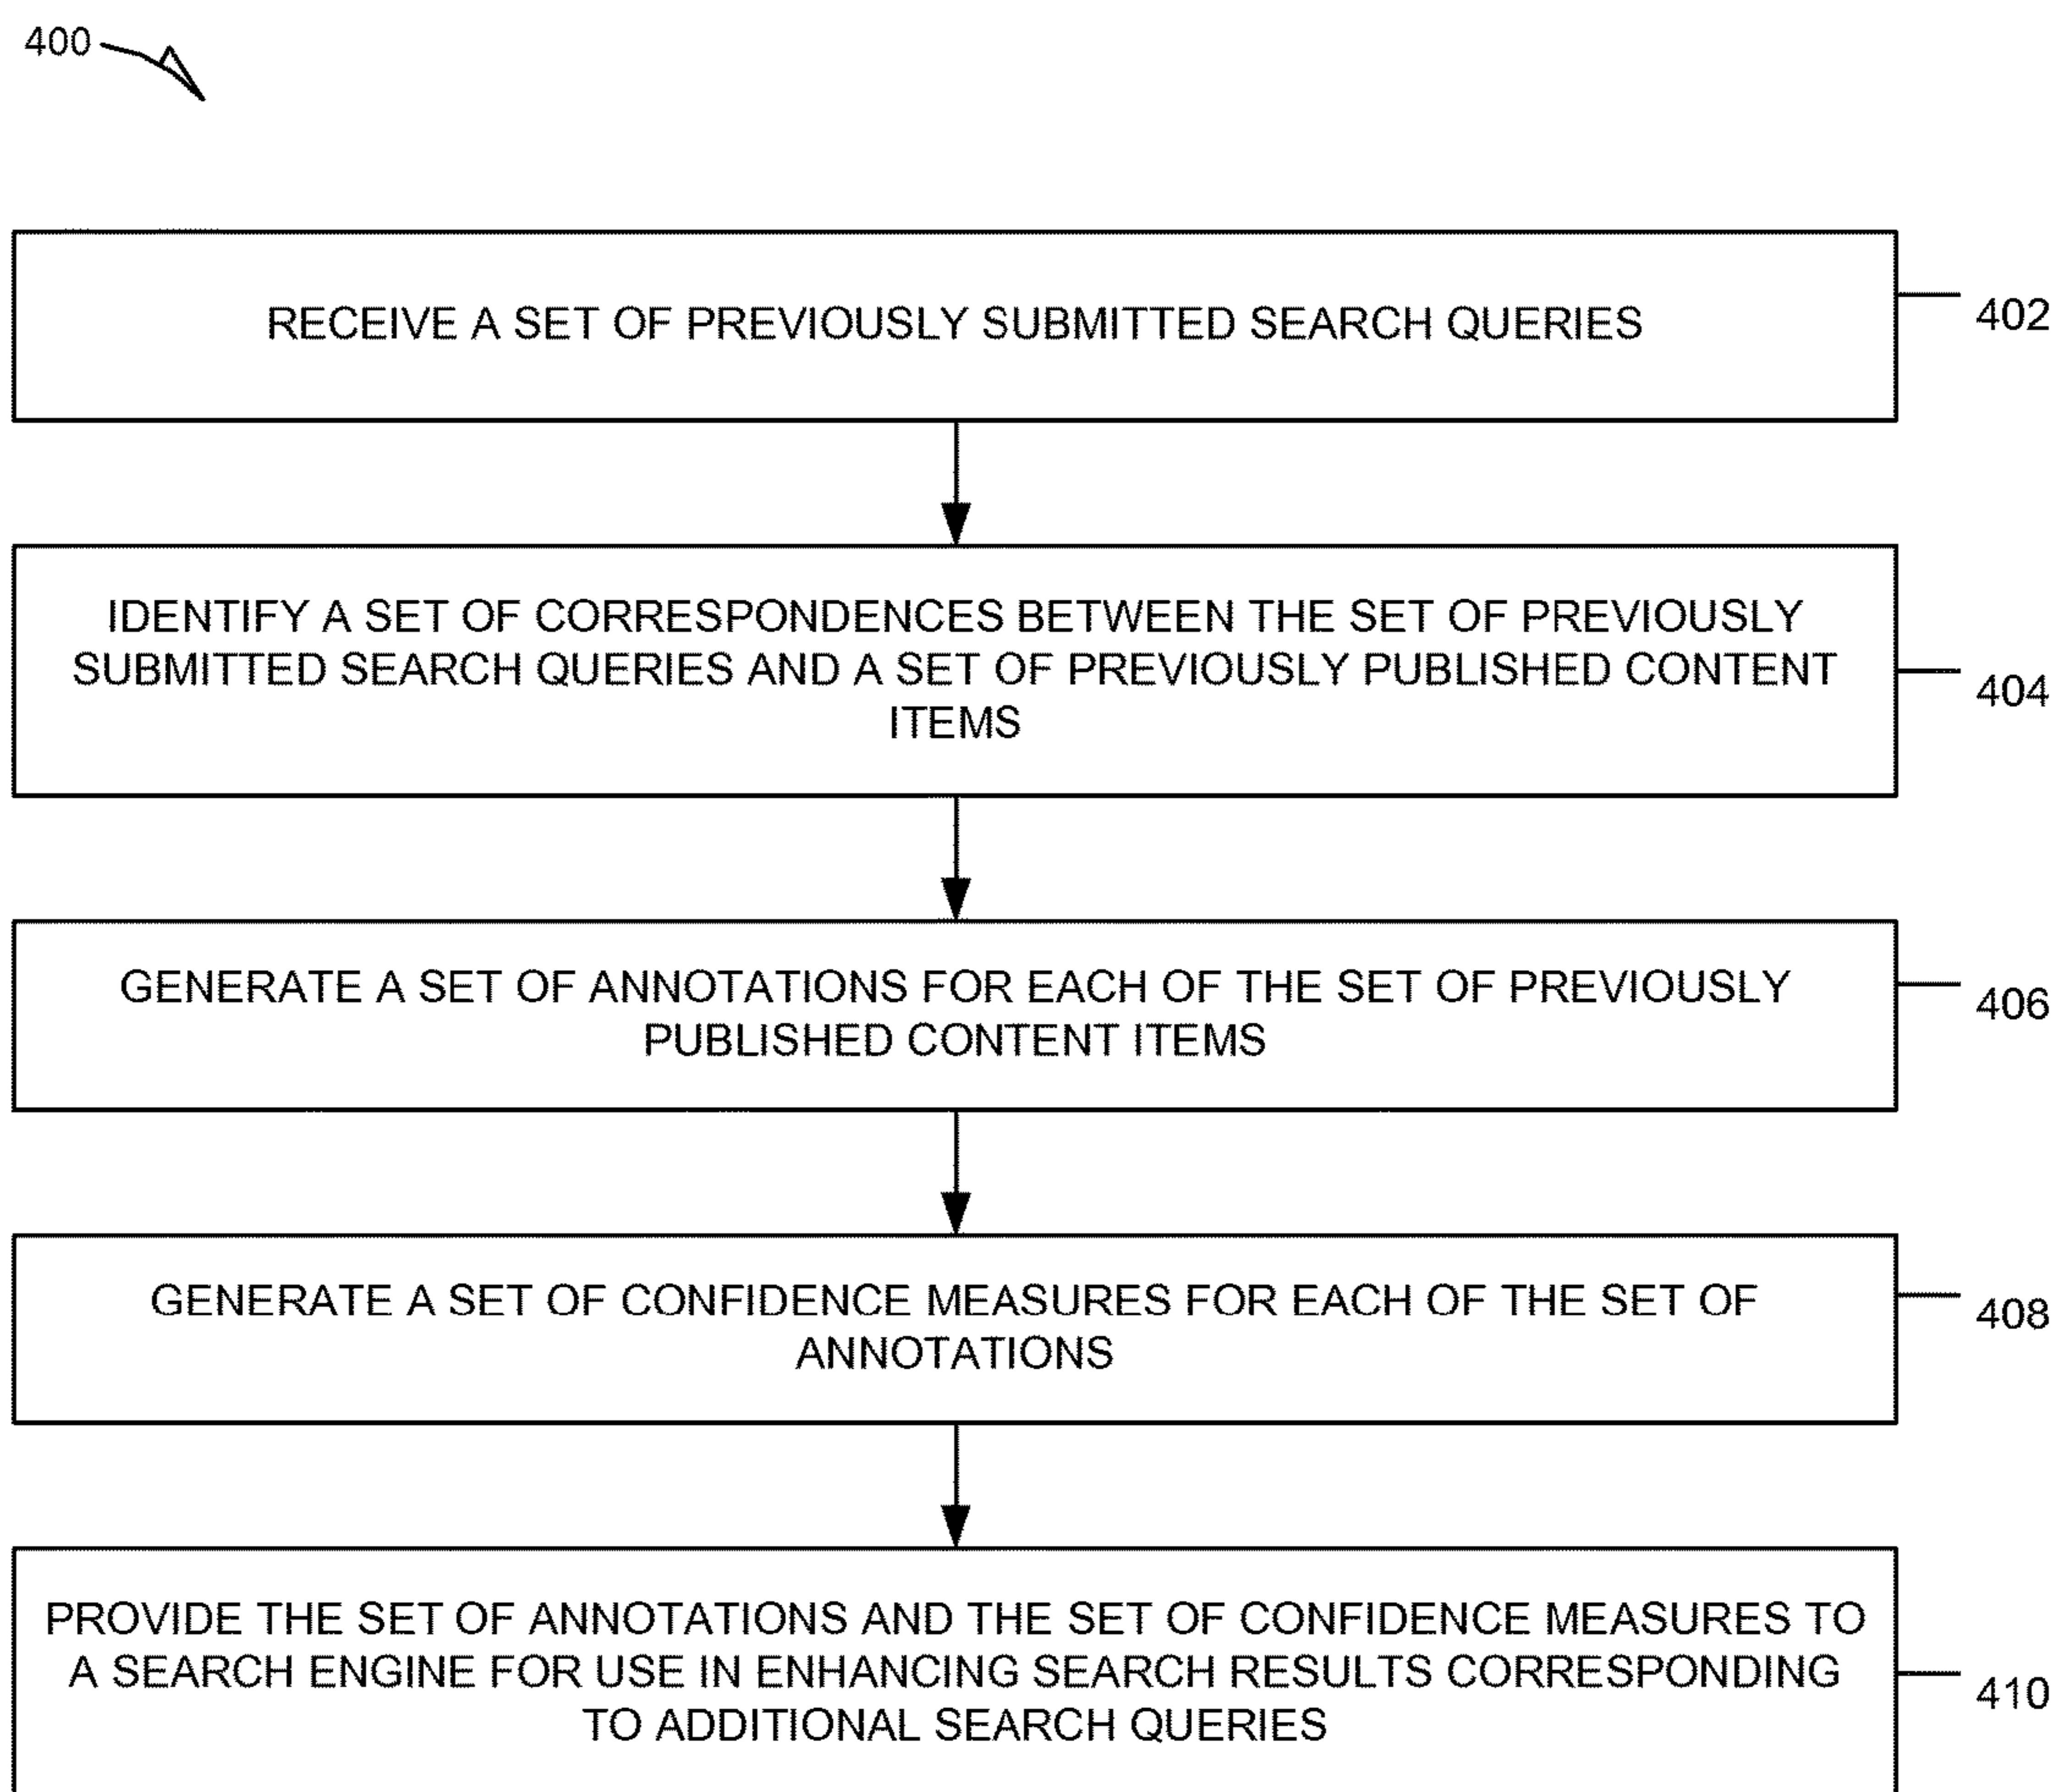 400
RECEIVE A SET OF PREVIOUSLY SUBMITTED SEARCH QUERIES
402
IDENTIFY A SET OF CORRESPONDENCES BETWEEN THE SET OF PREVIOUSLY
SUBMITTED SEARCH QUERIES AND A SET OF PREVIOUSLY PUBLISHED CONTENT
ITEMS
404
GENERATE A SET OF ANNOTATIONS FOR EACH OF THE SET OF PREVIOUSLY
PUBLISHED CONTENT ITEMS
406
GENERATE A SET OF CONFIDENCE MEASURES FOR EACH OF THE SET OF
ANNOTATIONS
408
PROVIDE THE SET OF ANNOTATIONS AND THE SET OF CONFIDENCE MEASURES TO
A SEARCH ENGINE FOR USE IN ENHANCING SEARCH RESULTS CORRESPONDING
TO ADDITIONAL SEARCH QUERIES
410